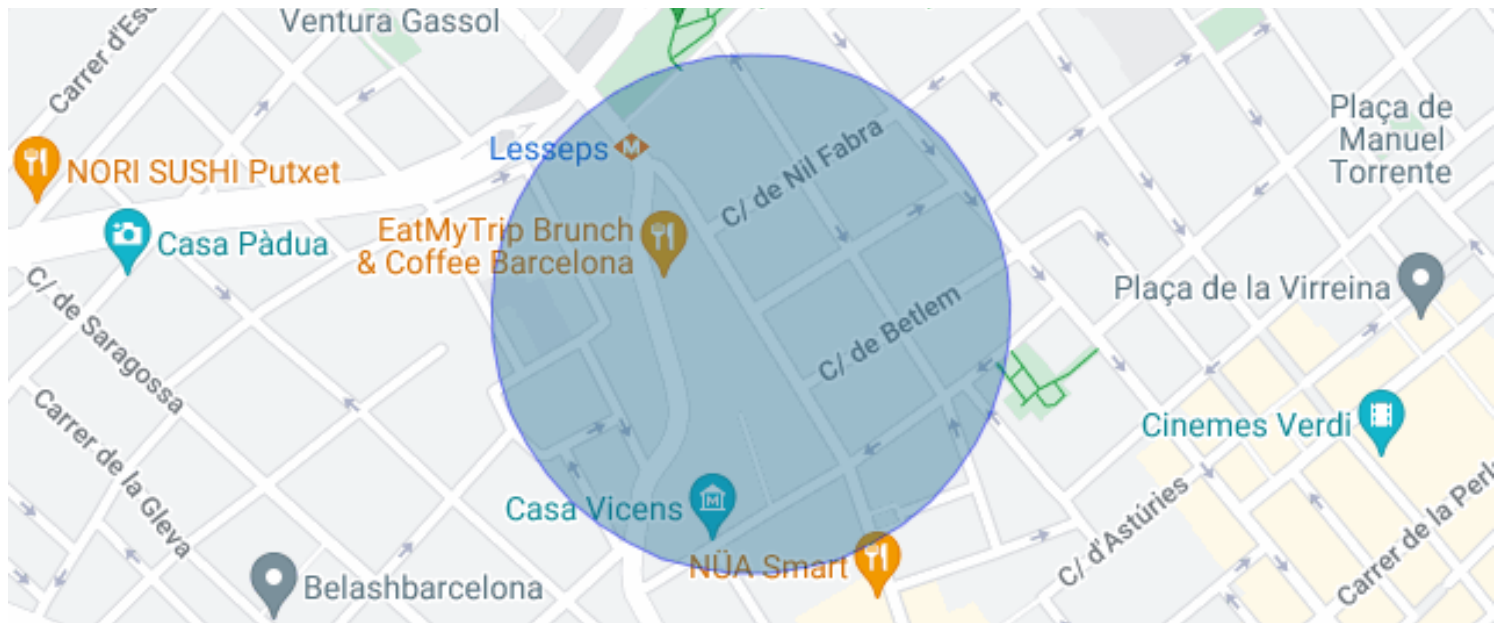 Carrer d'Esc
Ventura Gassol
Plaça de
Manuel
Torrente
C/ de Nil Fabra
Lesseps
M
NORI SUSHI Putxet
EatMyTrip Brunch
& Coffee Barcelona
Casa Pàdua
Plaça de la Virreina
C/ de Saragossa
C/ de Betlem
Cinemes Verdi
Carrer de la Gleva
Casa Vicens
M
C/ d'Astúries
Carrer de la Perla
NÜA Smart
Belashbarcelona